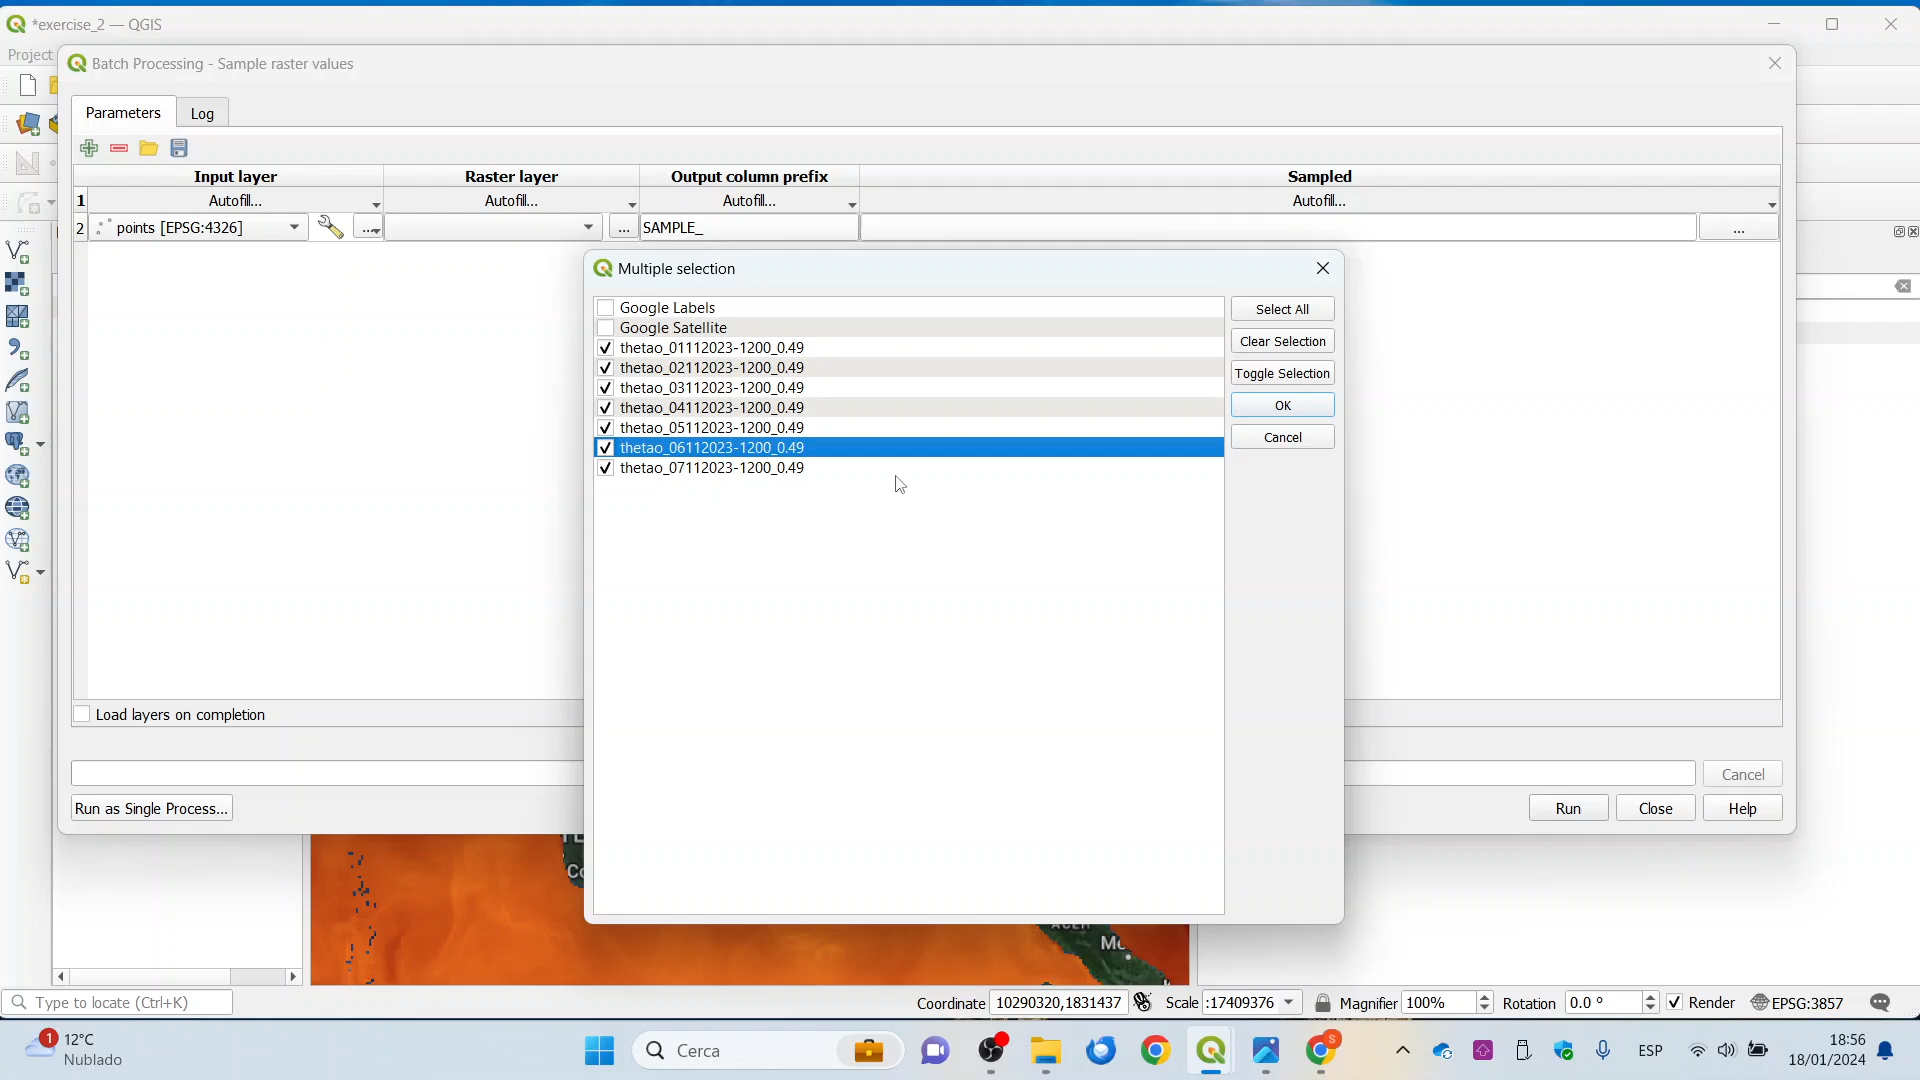 *exercise_2 — QGIS
Project
Batch Processing - Sample raster values
Parameters
Log
Input layer
Raster layer
Output column prefix
Sampled
1
Autofill...
Autofill...
Autofill...
Autofill...
2
points [EPSG:4326]
...
...
SAMPLE_
...
Multiple selection
Google Labels
Google Satellite
thetao_01112023-1200_0.49
thetao_02112023-1200_0.49
thetao_03112023-1200_0.49
thetao_04112023-1200_0.49
thetao_05112023-1200_0.49
thetao_06112023-1200_0.49
thetao_07112023-1200_0.49
Select All
Clear Selection
Toggle Selection
OK
Cancel
Load layers on completion
Cancel
Run as Single Process...
Run
Close
Help
Type to locate (Ctrl+K)
Coordinate
10290320,1831437
Scale
:17409376
Magnifier
100%
Rotation
0.0 °
Render
EPSG:3857
1
12°C
Nublado
Cerca
S
ESP
18:56
18/01/2024